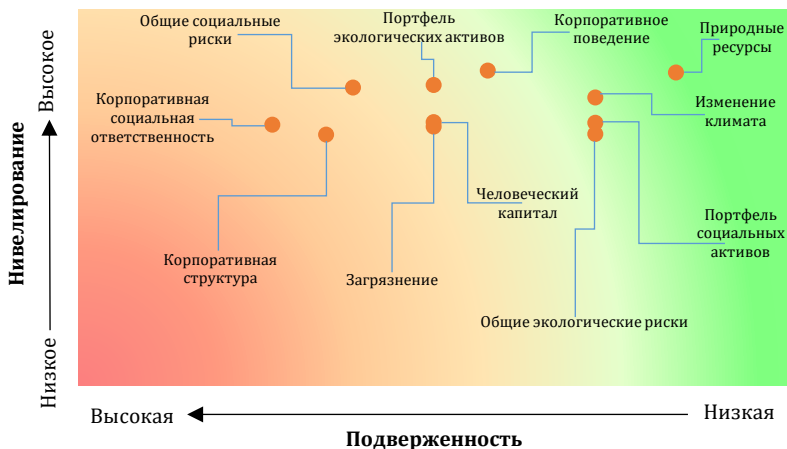 Общие социальные
риски
Портфель
экологических активов
Корпоративное
поведение
Природные
ресурсы
Корпоративная
социальная
ответственность
Изменение
климата
Человеческий
капитал
Портфель
социальных
активов
Корпоративная
структура
Загрязнение
Общие экологические риски
Высокое
Нивелирование
Низкое
Высокая
Низкая
Подверженность